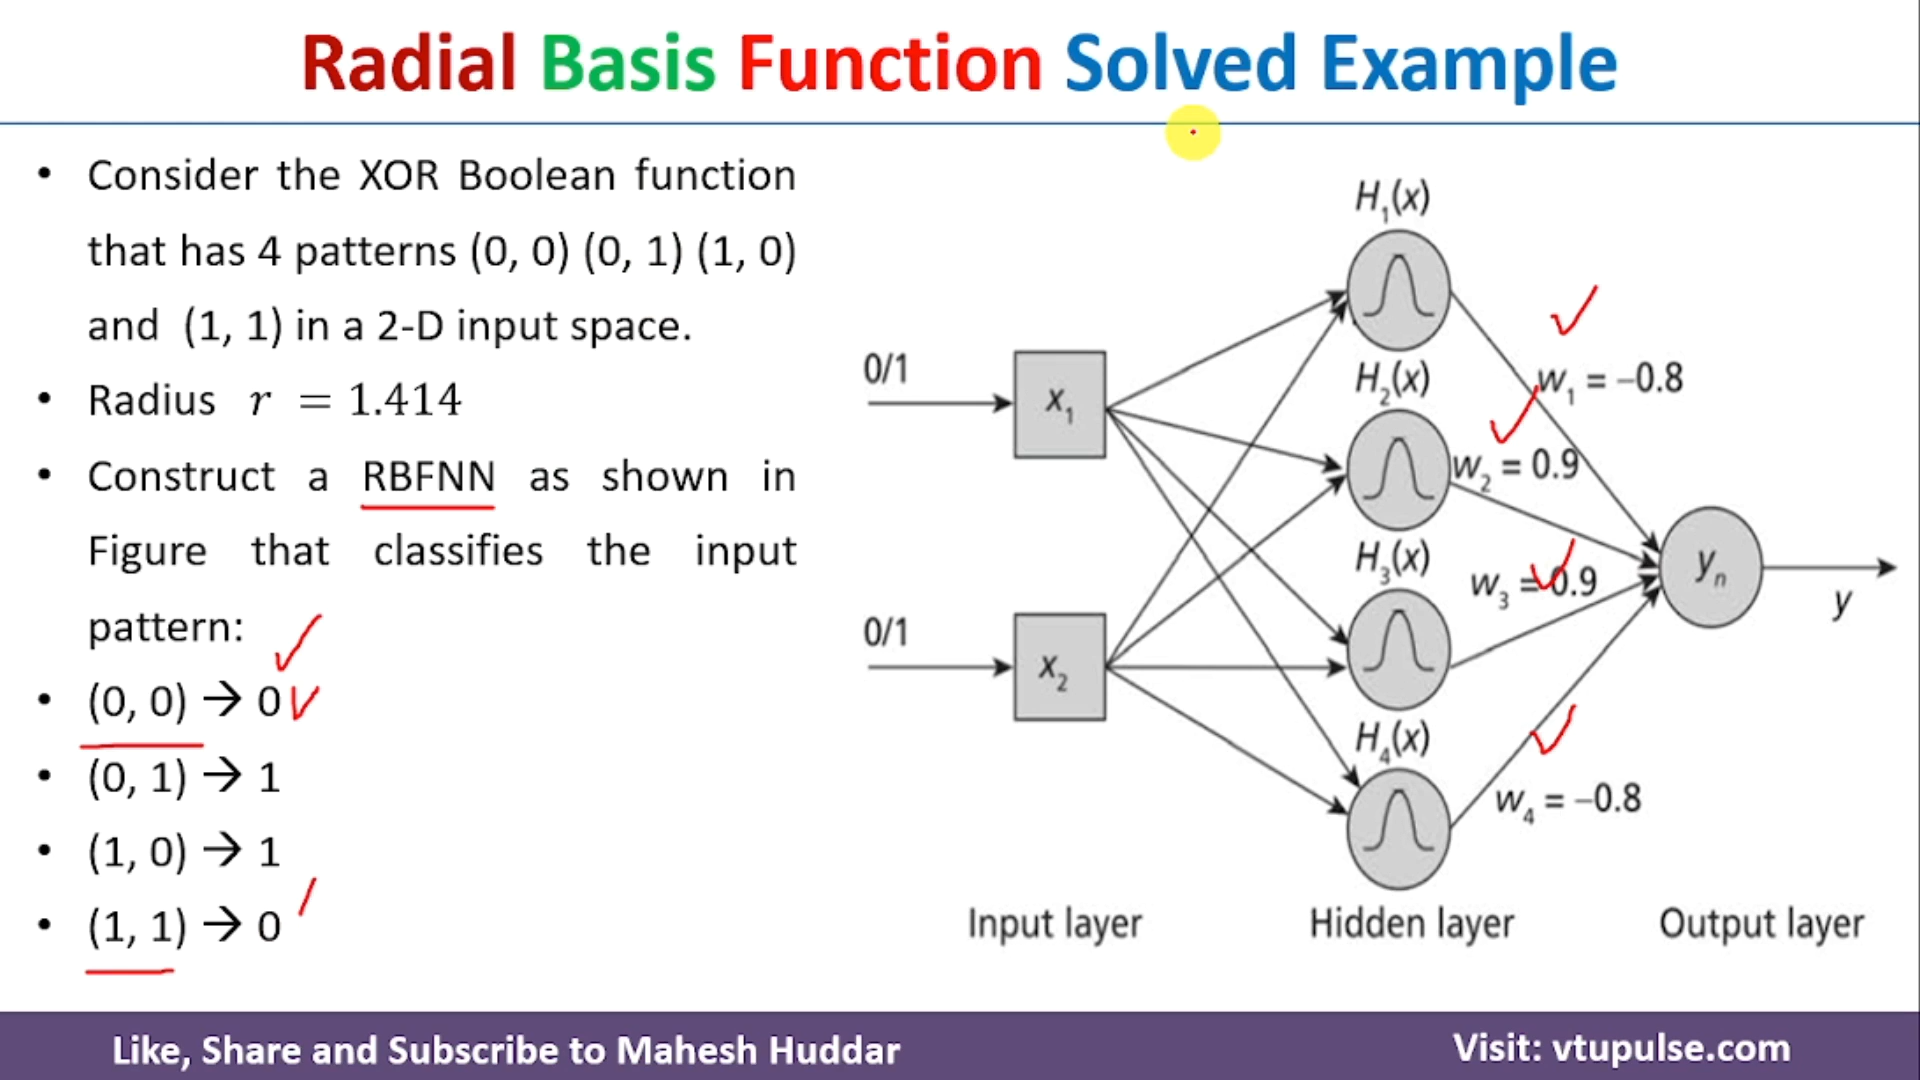 Radial Basis Function Solved Example
• Consider the XOR Boolean function
that has 4 patterns (0, 0) (0, 1) (1, 0)
and (1, 1) in a 2-D input space.
• Radius r = 1.414
• Construct a RBFNN as shown in
Figure that classifies the input
pattern:
• (0, 0) → 0
• (0, 1) → 1
• (1, 0) → 1
• (1, 1) → 0
H₁(x)
0/1
x₁
H₂(x)
w₁ = −0.8
w₂ = 0.9
H₃(x)
w₃ = 0.9
yₙ
y
0/1
x₂
H₄(x)
w₄ = −0.8
Input layer
Hidden layer
Output layer
Like, Share and Subscribe to Mahesh Huddar
Visit: vtupulse.com